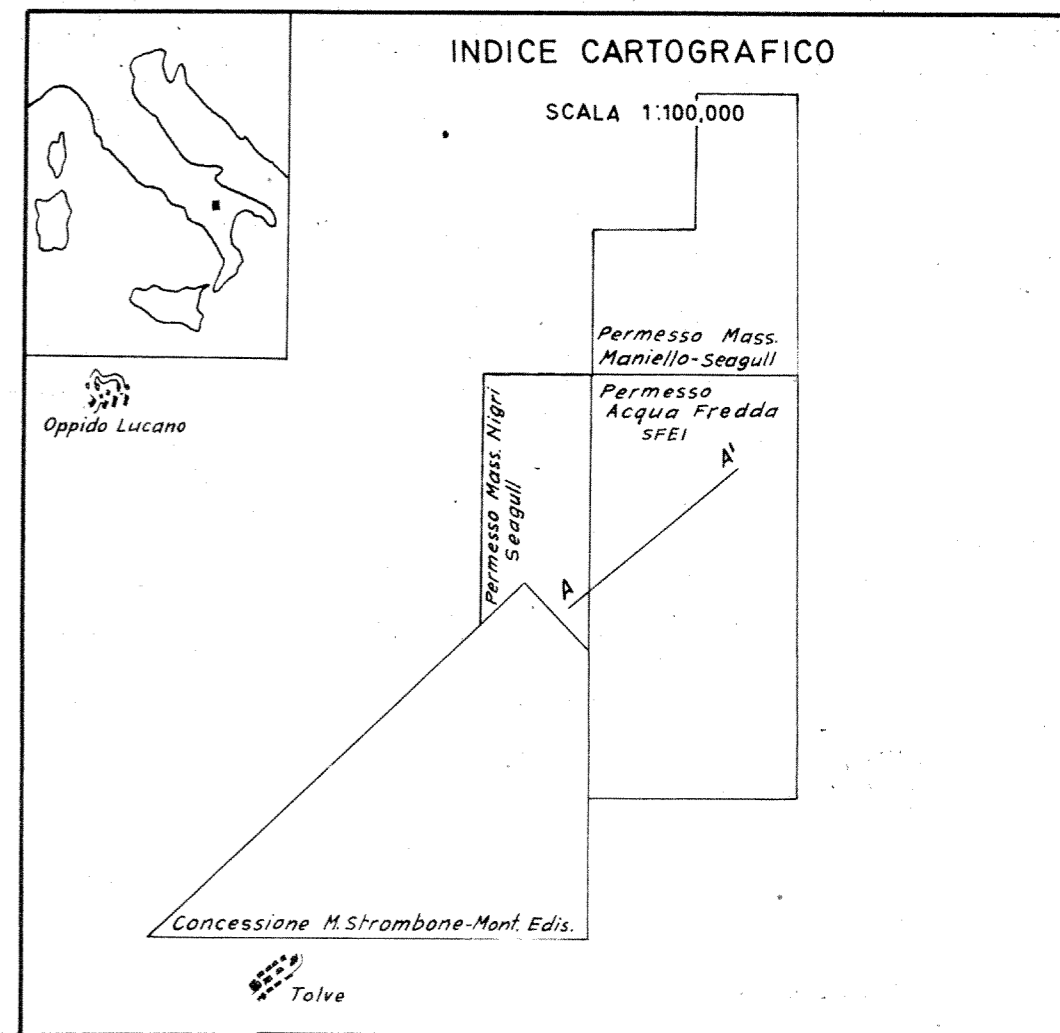 INDICE CARTOGRAFICO
SCALA 1:100,000
Permesso Mass.
Maniello-Seagull
Oppido Lucano
Permesso Mass. Nigri
Seagull
Permesso
Acqua Fredda
SFEI
A'
A
Concessione M. Strombone-Mont. Edis.
Tolve